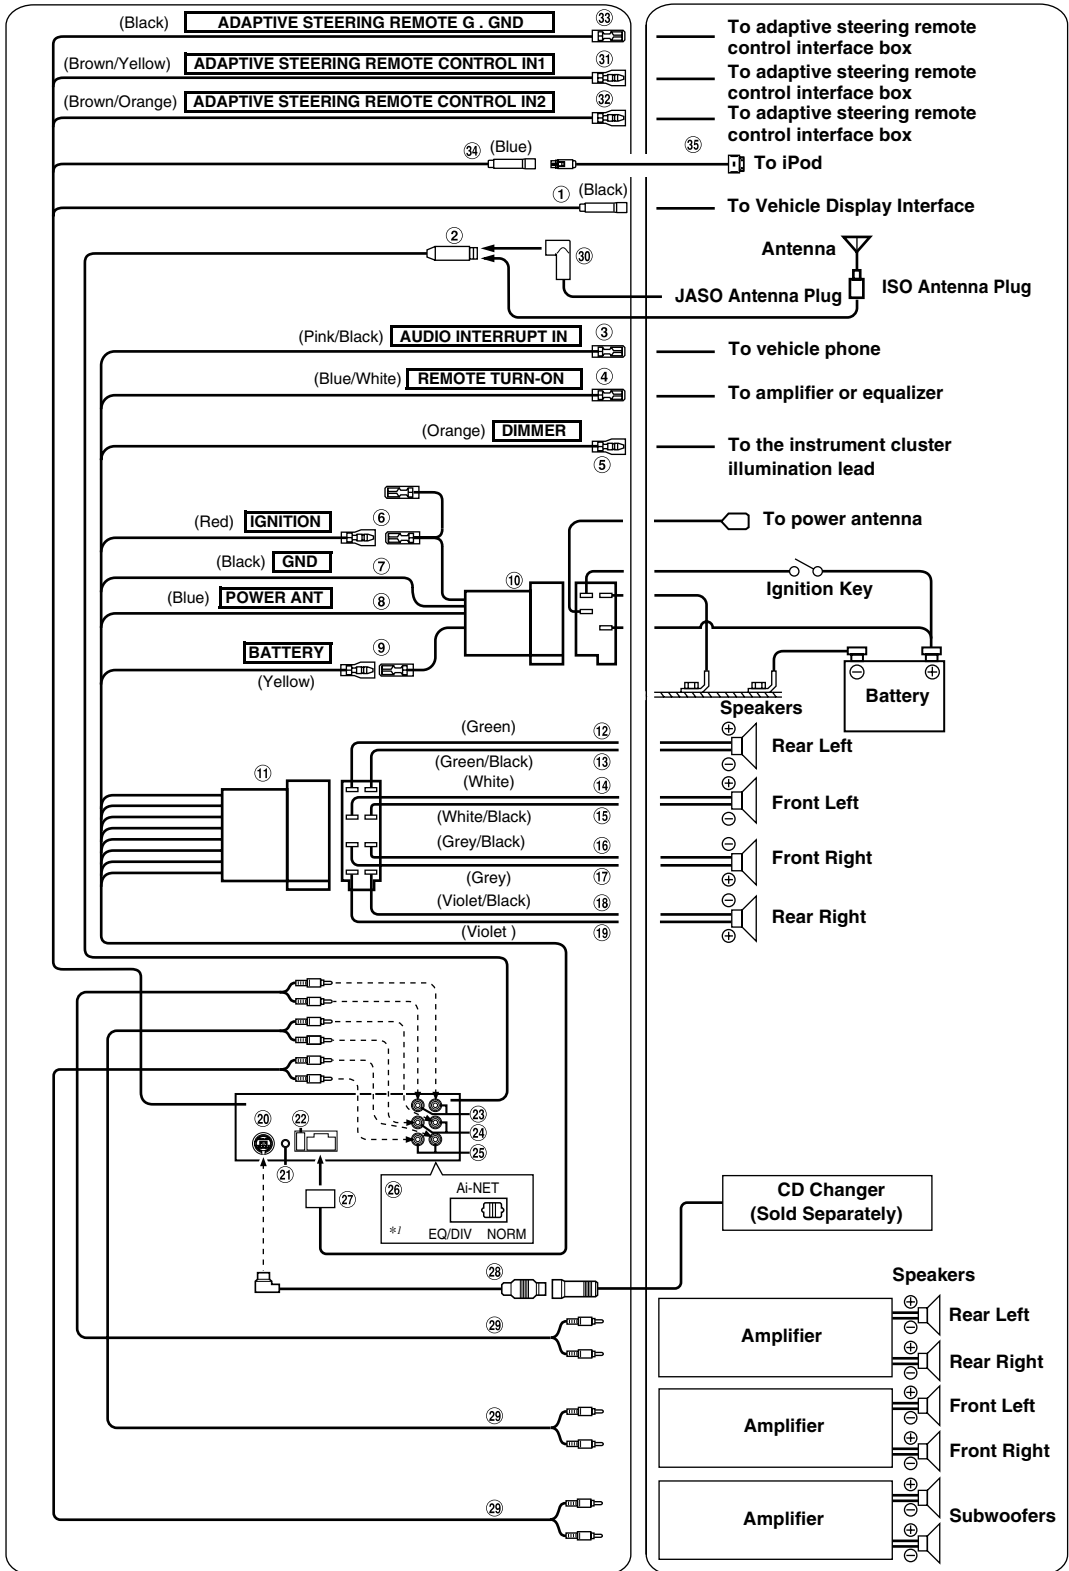 (Black) ADAPTIVE STEERING REMOTE G . GND ㉝ To adaptive steering remote
control interface box
(Brown/Yellow) ADAPTIVE STEERING REMOTE CONTROL IN1 ㉛ To adaptive steering remote
control interface box
(Brown/Orange) ADAPTIVE STEERING REMOTE CONTROL IN2 ㉜ To adaptive steering remote
control interface box
㉞ (Blue) ㉟ To iPod
① (Black) To Vehicle Display Interface
② ㉚ Antenna
JASO Antenna Plug ISO Antenna Plug
(Pink/Black) AUDIO INTERRUPT IN ③ To vehicle phone
(Blue/White) REMOTE TURN-ON ④ To amplifier or equalizer
(Orange) DIMMER ⑤ To the instrument cluster
illumination lead
(Red) IGNITION ⑥ To power antenna
(Black) GND ⑦ ⑩ Ignition Key
(Blue) POWER ANT ⑧
BATTERY ⑨
(Yellow)
⊖ ⊕
Battery
Speakers
(Green) ⑫ ⊕ Rear Left
(Green/Black) ⑬ ⊖
⑪
(White) ⑭ ⊕ Front Left
(White/Black) ⑮ ⊖
(Grey/Black) ⑯ ⊖ Front Right
(Grey) ⑰ ⊕
(Violet/Black) ⑱ ⊖ Rear Right
(Violet ) ⑲ ⊕
⑳ ㉒ ㉓
㉔
㉑ ㉕
㉖ Ai-NET
*1 EQ/DIV NORM
㉗
CD Changer
(Sold Separately)
㉘
Speakers
㉙ Amplifier ⊕ Rear Left
⊖
⊕ Rear Right
⊖
㉙ Amplifier ⊕ Front Left
⊖
⊕ Front Right
⊖
㉙ Amplifier ⊕ Subwoofers
⊖
⊕
⊖